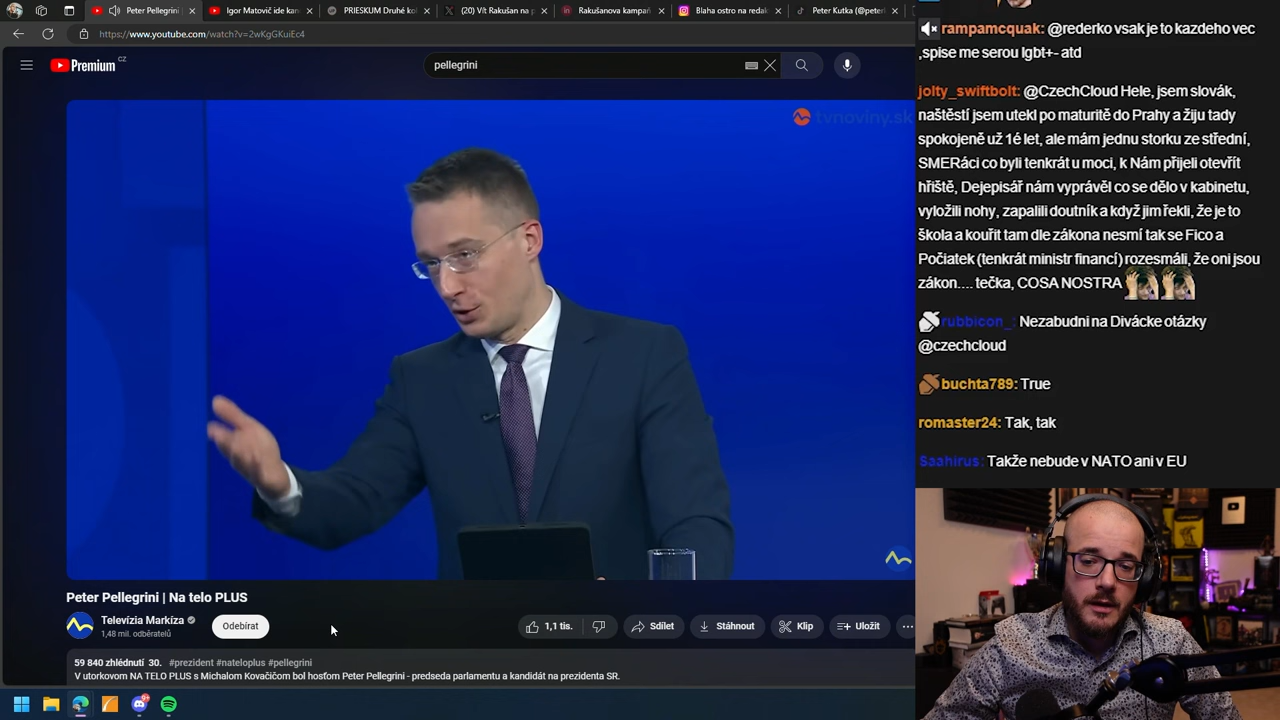 Peter Pellegrini
Igor Matovič ide kan
PRIESKUM Druhé ko
(20) Vít Rakušan na
Rakušanova kampaň
Blaha ostro na redak
Peter Kutka (@peter
https://www.youtube.com/watch?v=2wKgGKuiEc4
Premium CZ
pellegrini
tvnoviny.sk
Peter Pellegrini | Na telo PLUS
Televízia Markíza
1,48 mil. odběratelů
Odebírat
1,1 tis.
Sdílet
Stáhnout
Klip
Uložit
59 840 zhlédnutí 30. #prezident #nateloplus #pellegrini
V utorkovom NA TELO PLUS s Michalom Kovačičom bol hosťom Peter Pellegrini - predseda parlamentu a kandidát na prezidenta SR.
rampamcquak: @rederko vsak je to kazdeho vec
,spise me serou lgbt+- atd
jolty_swiftbolt: @CzechCloud Hele, jsem slovák,
naštěstí jsem utekl po maturitě do Prahy a žiju tady
spokojeně už 1é let, ale mám jednu storku ze střední,
SMERáci co byli tenkrát u moci, k Nám přijeli otevřít
hřiště, Dejepisář nám vyprávěl co se dělo v kabinetu,
vyložili nohy, zapalili doutník a když jim řekli, že je to
škola a kouřit tam dle zákona nesmí tak se Fico a
Počiatek (tenkrát ministr financí) rozesmáli, že oni jsou
zákon.... tečka, COSA NOSTRA
rubbicon_: Nezabudni na Divácke otázky
@czechcloud
buchta789: True
romaster24: Tak, tak
Saahirus: Takže nebude v NATO ani v EU